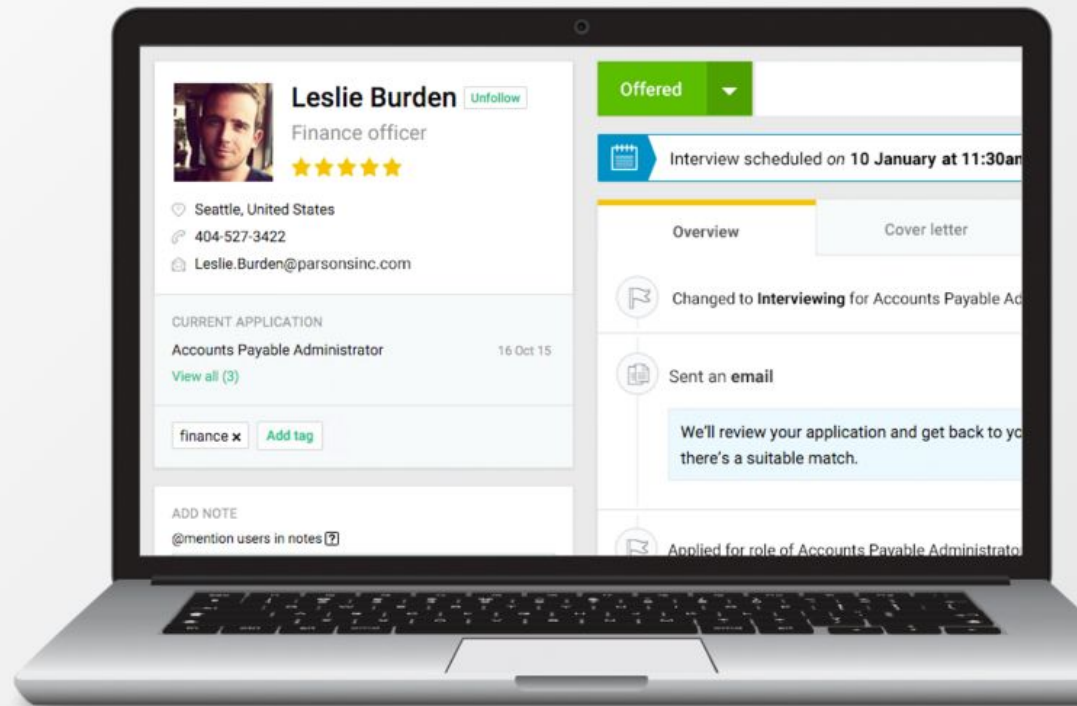 Leslie Burden Unfollow
Finance officer
Seattle, United States
404-527-3422
Leslie.Burden@parsonsinc.com
CURRENT APPLICATION
Accounts Payable Administrator 16 Oct 15
View all (3)
finance x Add tag
ADD NOTE
@mention users in notes ?
Offered
Interview scheduled on 10 January at 11:30am
Overview Cover letter
Changed to Interviewing for Accounts Payable Ad
Sent an email
We'll review your application and get back to yo
there's a suitable match.
Applied for role of Accounts Payable Administrato